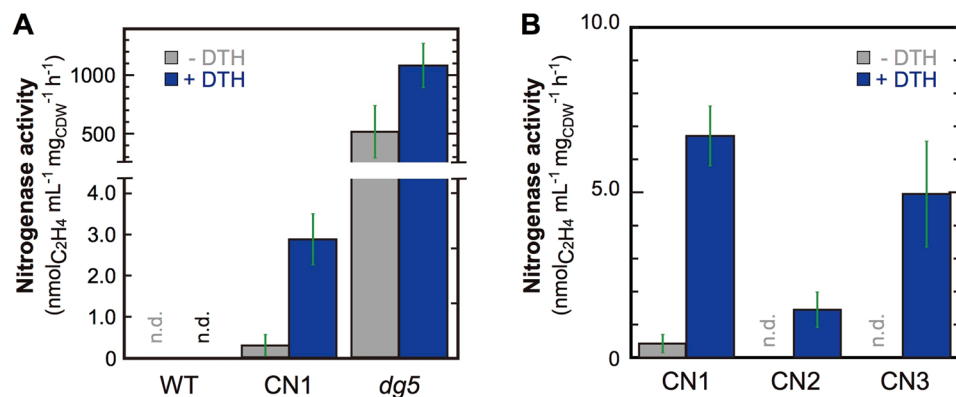 A
Nitrogenase activity
(nmolC2H4 mL-1 mgCDW-1 h-1)
- DTH
+ DTH
1000
500
4.0
3.0
2.0
1.0
0
n.d.
n.d.
WT CN1 dg5
B
Nitrogenase activity
(nmolC2H4 mL-1 mgCDW-1 h-1)
- DTH
+ DTH
10.0
5.0
0
n.d.
n.d.
CN1 CN2 CN3